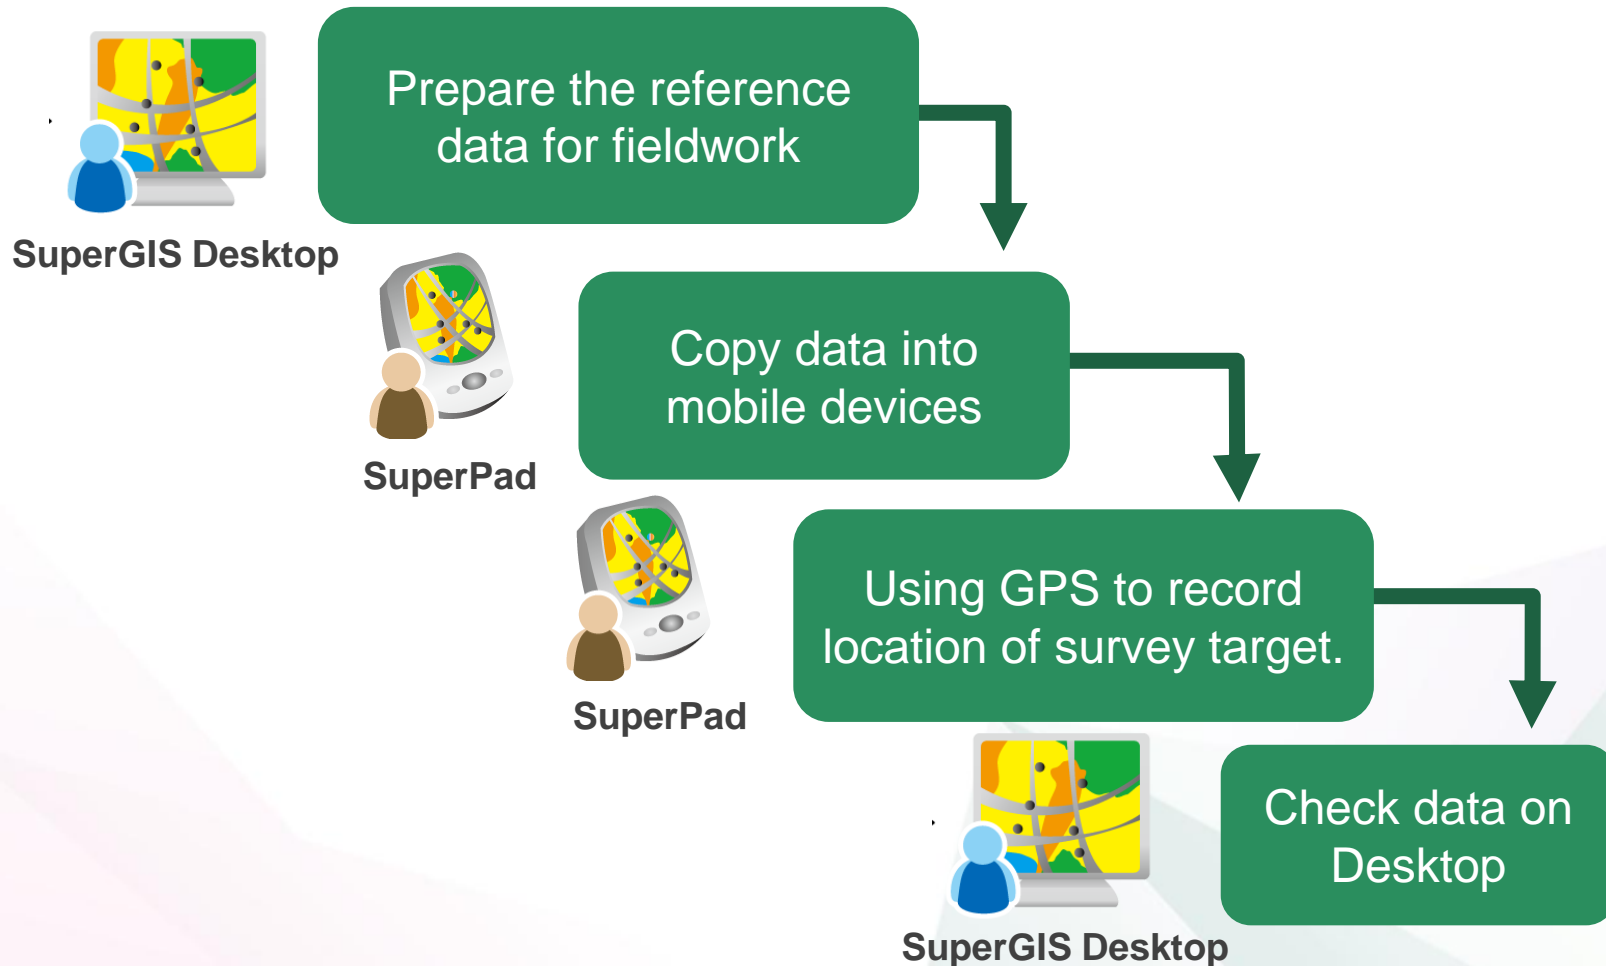 Prepare the reference
data for fieldwork
SuperGIS Desktop
Copy data into
mobile devices
SuperPad
Using GPS to record
location of survey target.
SuperPad
Check data on
Desktop
SuperGIS Desktop